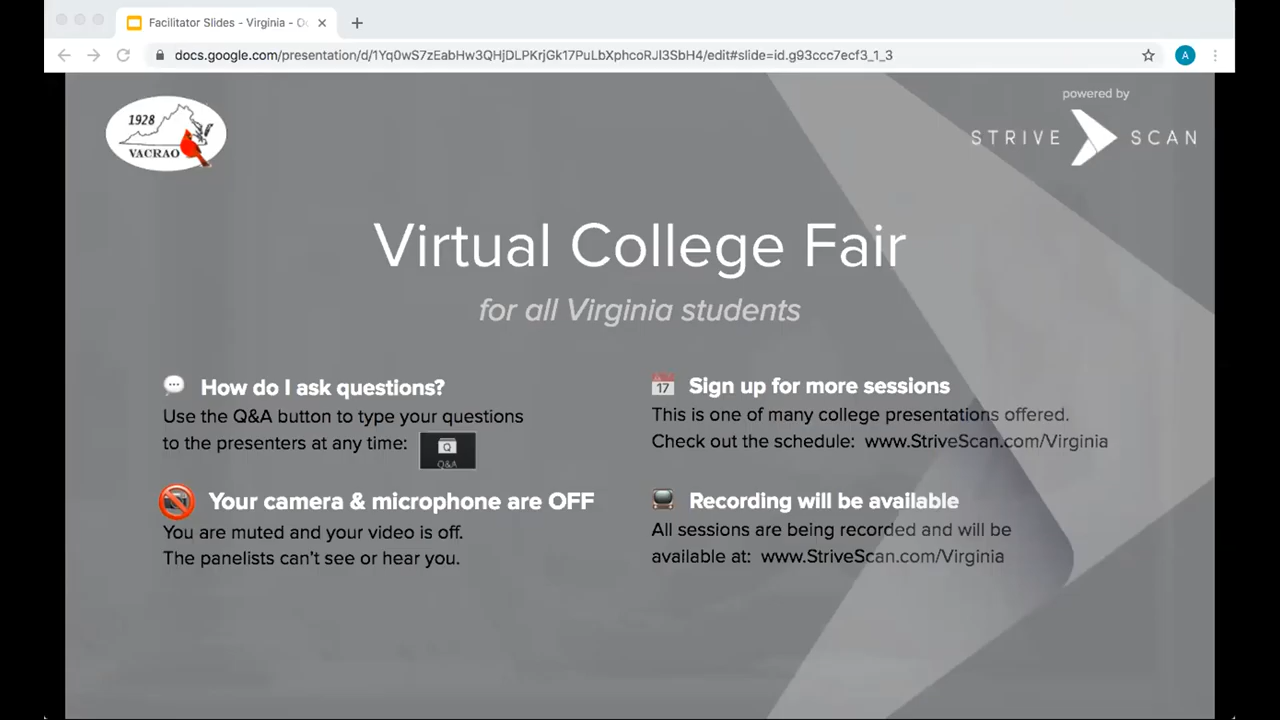 Facilitator Slides - Virginia - Oc
docs.google.com/presentation/d/1Yq0wS7zEabHw3QHjDLPKrjGk17PuLbXphcoRJI3SbH4/edit#slide=id.g93ccc7ecf3_1_3
A
1928
VACRAO
powered by
STRIVE SCAN
Virtual College Fair
for all Virginia students
How do I ask questions?
Use the Q&A button to type your questions
to the presenters at any time:
Q
Q&A
Your camera & microphone are OFF
You are muted and your video is off.
The panelists can't see or hear you.
17
Sign up for more sessions
This is one of many college presentations offered.
Check out the schedule: www.StriveScan.com/Virginia
Recording will be available
All sessions are being recorded and will be
available at: www.StriveScan.com/Virginia